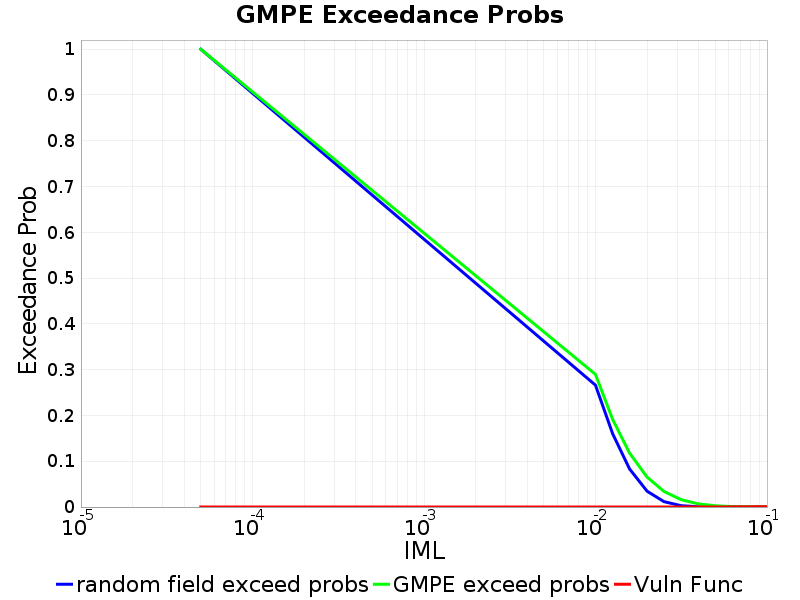 GMPE Exceedance Probs
Exceedance Prob
1
0.9
0.8
0.7
0.6
0.5
0.4
0.3
0.2
0.1
0
10-5 10-4 10-3 10-2 10-1
IML
random field exceed probs GMPE exceed probs Vuln Func